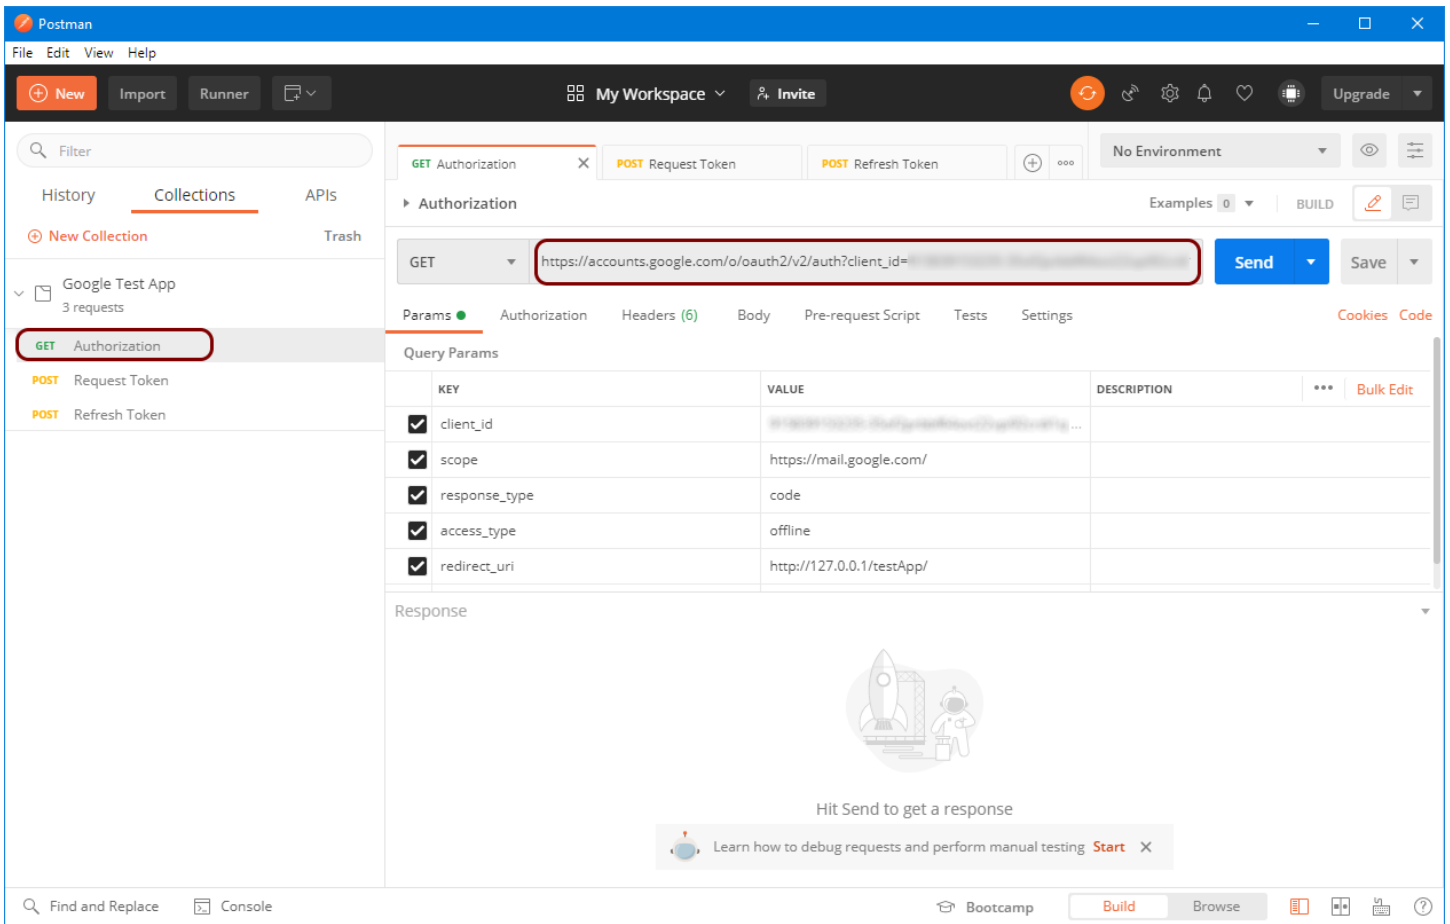 Postman
File Edit View Help
New Import Runner My Workspace Invite Upgrade
Filter
History Collections APIs
New Collection Trash
Google Test App
3 requests
GET Authorization
POST Request Token
POST Refresh Token
GET Authorization POST Request Token POST Refresh Token No Environment
Authorization Examples 0 BUILD
GET https://accounts.google.com/o/oauth2/v2/auth?client_id= Send Save
Params Authorization Headers (6) Body Pre-request Script Tests Settings Cookies Code
Query Params
KEY VALUE DESCRIPTION Bulk Edit
client_id
scope https://mail.google.com/
response_type code
access_type offline
redirect_uri http://127.0.0.1/testApp/
Response
Hit Send to get a response
Learn how to debug requests and perform manual testing Start
Find and Replace Console Bootcamp Build Browse